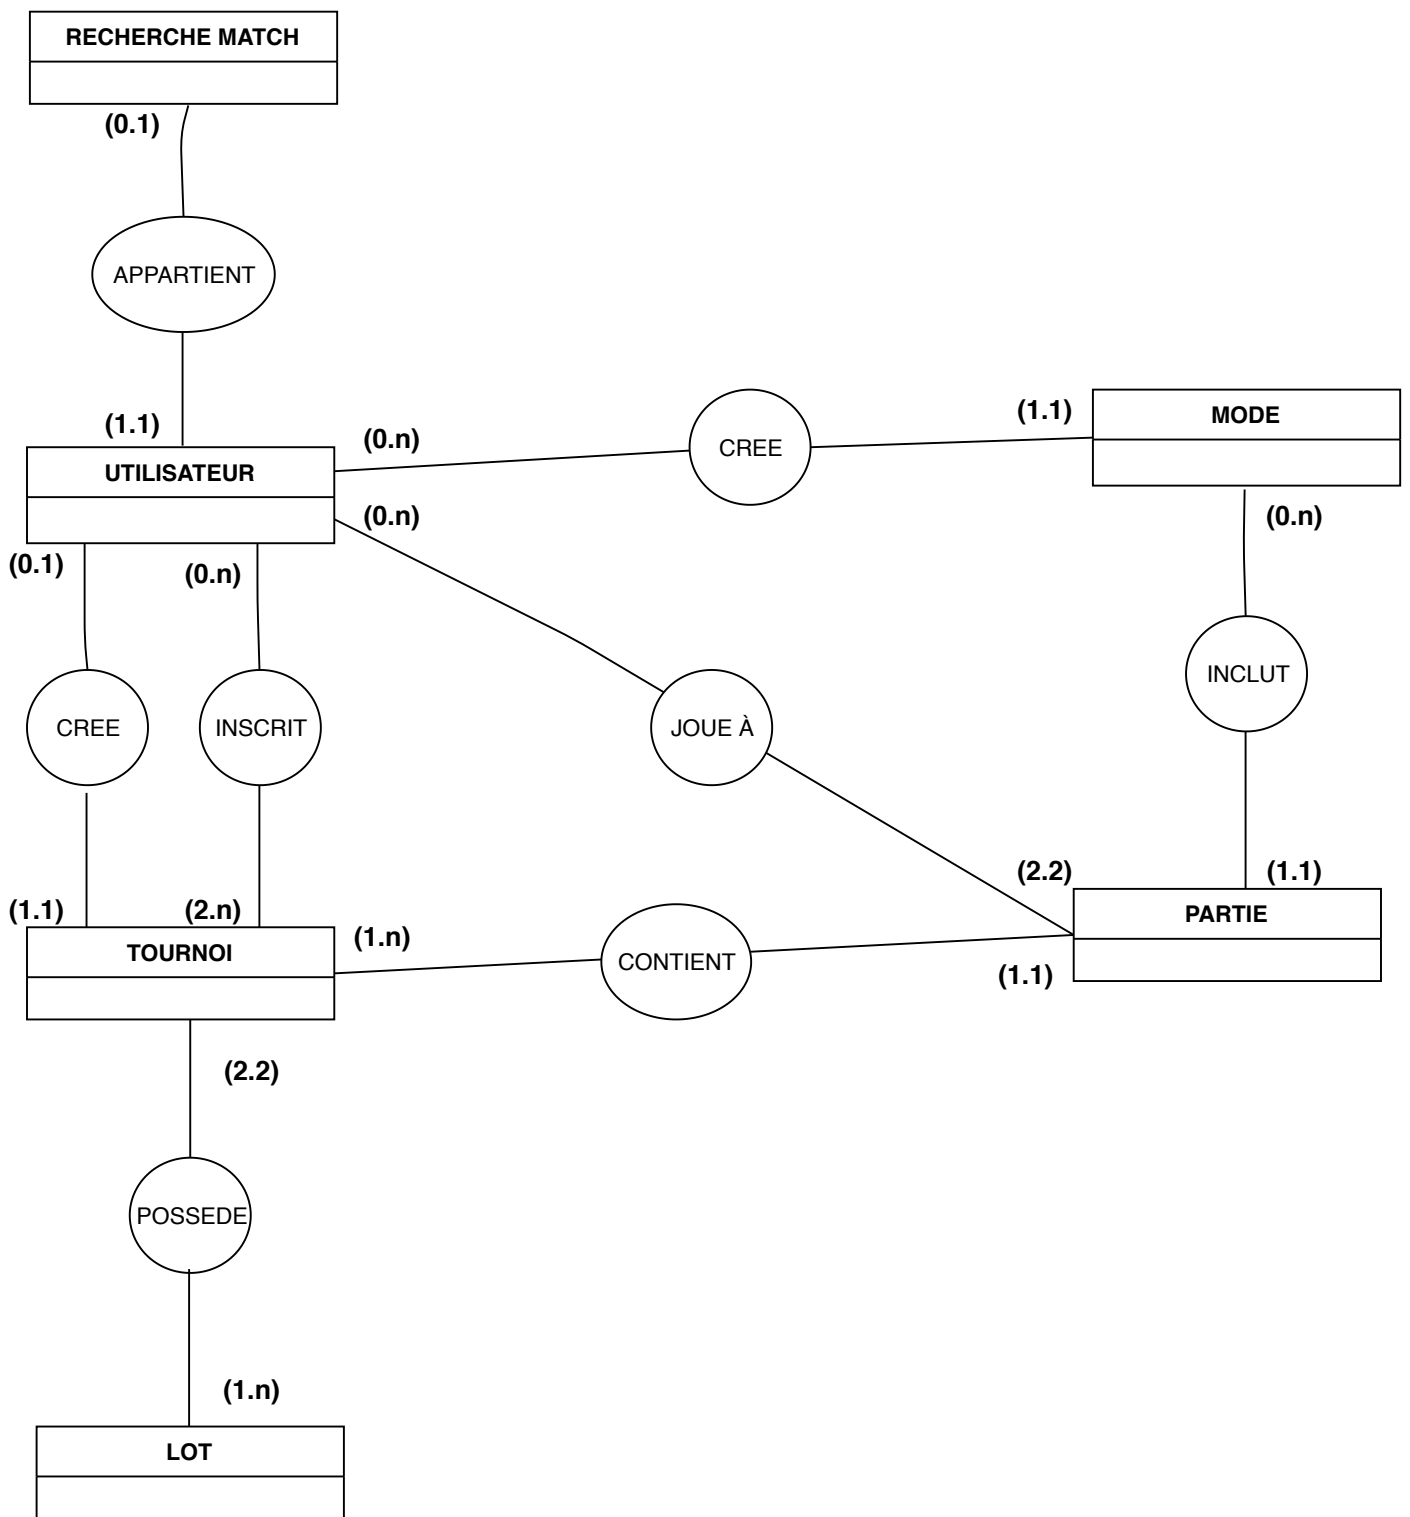 RECHERCHE MATCH
(0.1)
APPARTIENT
(1.1)
UTILISATEUR
(0.n)
CREE
(1.1)
MODE
(0.n)
(0.n)
(0.1)
(0.n)
INCLUT
CREE
INSCRIT
JOUE À
(2.2)
(1.1)
(1.1)
(2.n)
PARTIE
TOURNOI
(1.n)
CONTIENT
(1.1)
(2.2)
POSSEDE
(1.n)
LOT